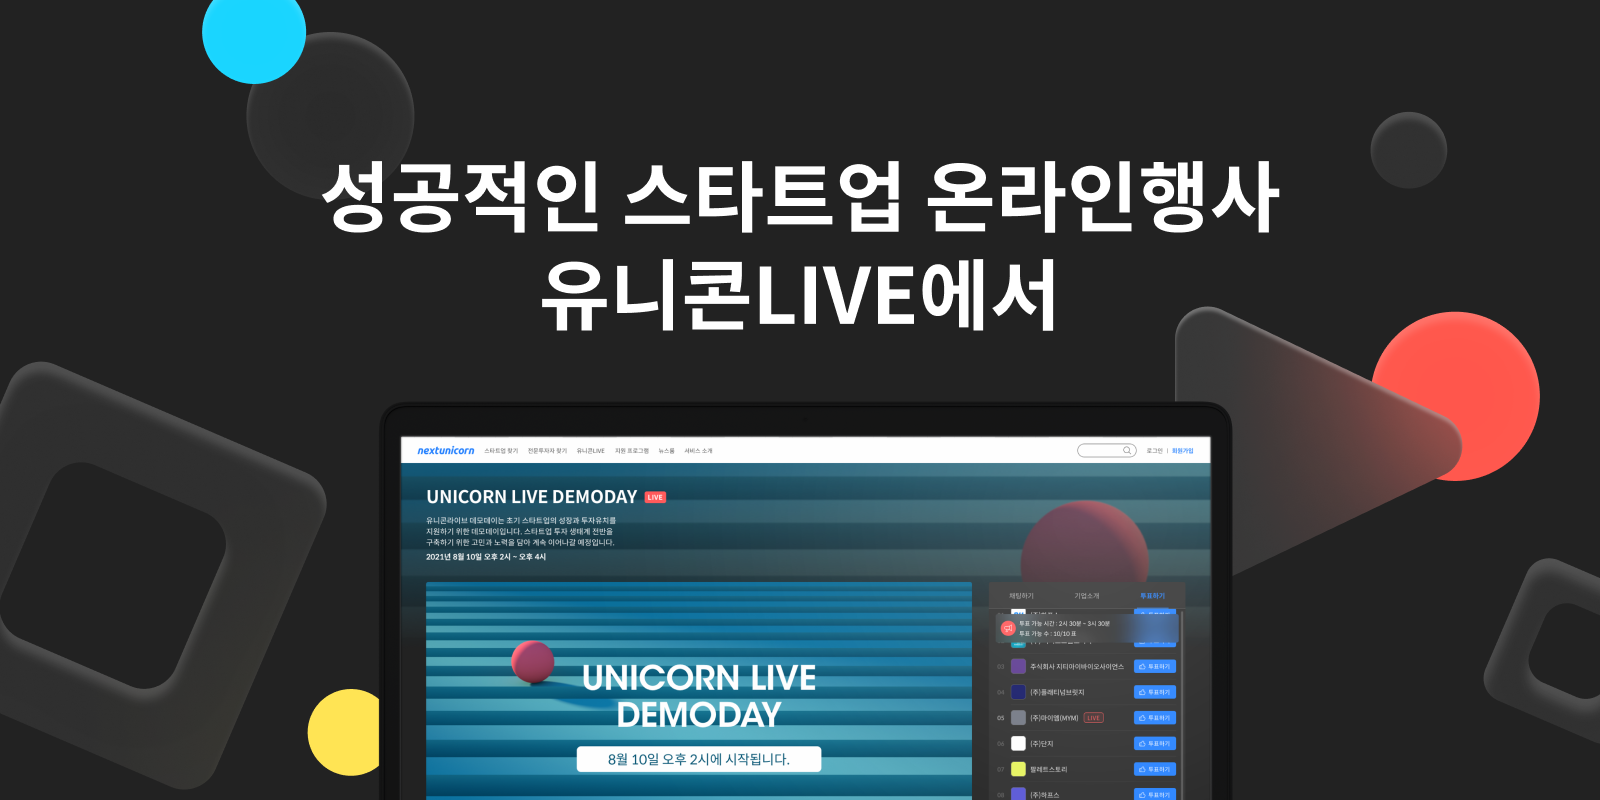 성공적인 스타트업 온라인행사
유니콘LIVE에서
nextunicorn 스타트업 찾기 전문투자자 찾기 유니콘LIVE 지원 프로그램 뉴스룸 서비스 소개 로그인 | 회원가입
UNICORN LIVE DEMODAY LIVE
유니콘라이브 데모데이는 초기 스타트업의 성장과 투자유치를
지원하기 위한 데모데이입니다. 스타트업 투자 생태계 전반을
구축하기 위한 고민과 노력을 담아 계속 이어나갈 예정입니다.
2021년 8월 10일 오후 2시 ~ 오후 4시
UNICORN LIVE
DEMODAY
8월 10일 오후 2시에 시작됩니다.
채팅하기 기업소개 투표하기
투표 가능 시간 : 2시 30분 ~ 3시 30분
투표 가능 수 : 10/10 표
03 주식회사 지티아이바이오사이언스 투표하기
04 (주)플래티넘브릿지 투표하기
05 (주)마이엠(MYM) LIVE 투표하기
06 (주)단지 투표하기
07 팔레트스토리 투표하기
08 (주)하프스 투표하기